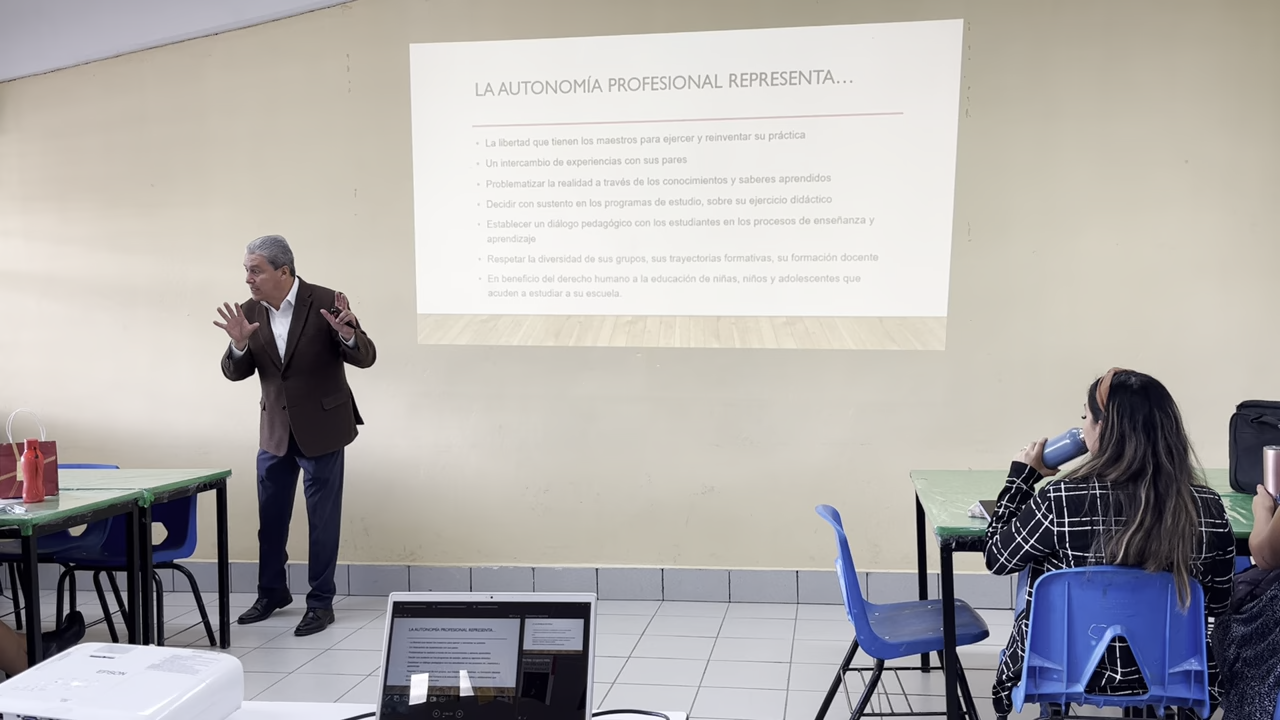 LA AUTONOMÍA PROFESIONAL REPRESENTA...
• La libertad que tienen los maestros para ejercer y reinventar su práctica
• Un intercambio de experiencias con sus pares
• Problematizar la realidad a través de los conocimientos y saberes aprendidos
• Decidir con sustento en los programas de estudio, sobre su ejercicio didáctico
• Establecer un diálogo pedagógico con los estudiantes en los procesos de enseñanza y
aprendizaje
• Respetar la diversidad de sus grupos, sus trayectorias formativas, su formación docente
• En beneficio del derecho humano a la educación de niñas, niños y adolescentes que
acuden a estudiar a su escuela.
LA AUTONOMÍA PROFESIONAL REPRESENTA...
EPSON